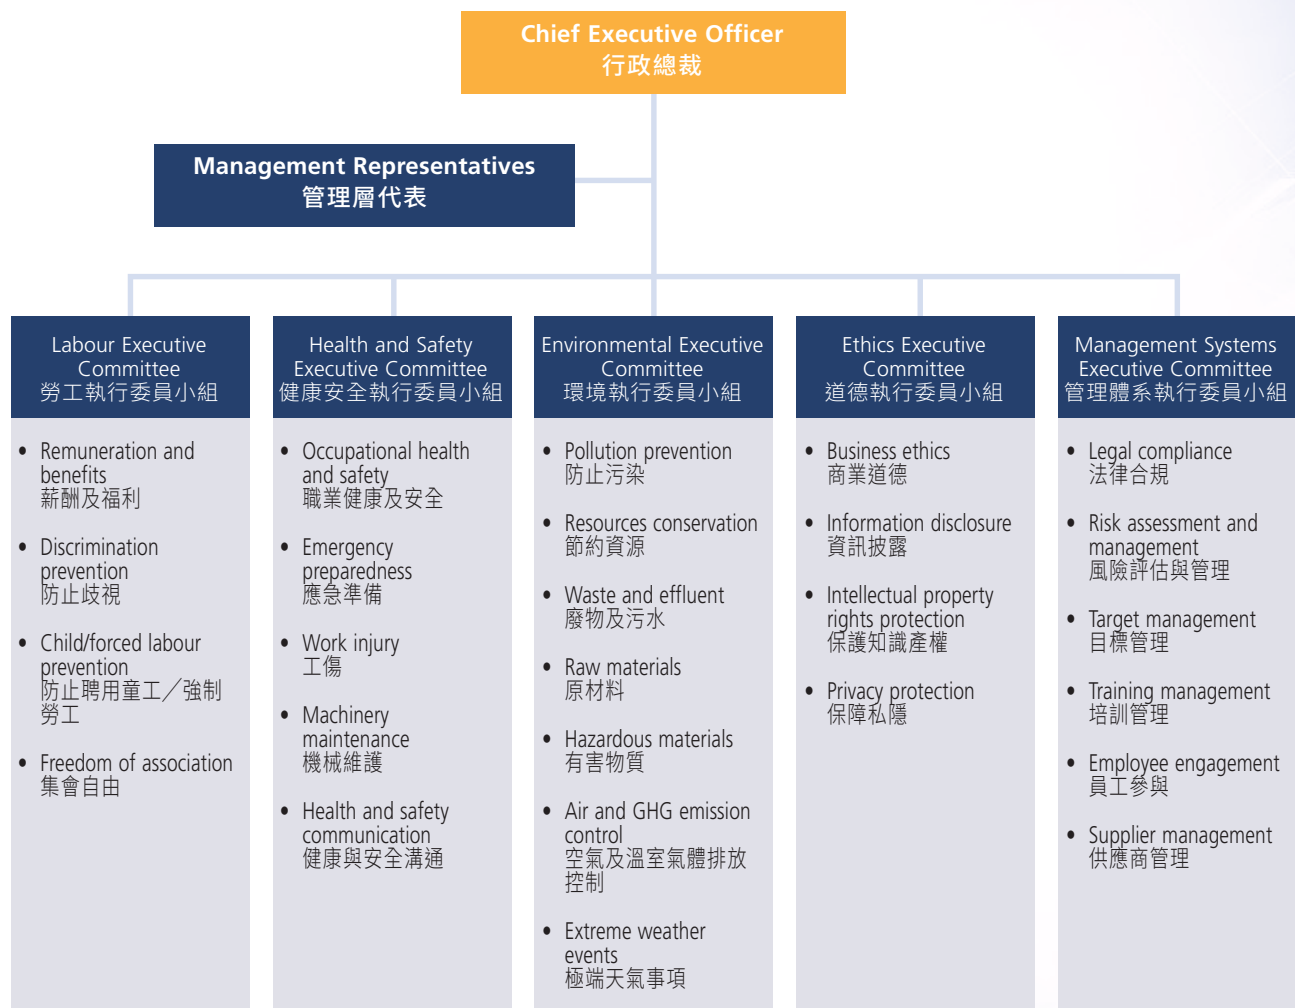 Chief Executive Officer
行政總裁
Management Representatives
管理層代表
Labour Executive
Committee
勞工執行委員小組
• Remuneration and
benefits
薪酬及福利
• Discrimination
prevention
防止歧視
• Child/forced labour
prevention
防止聘用童工／強制
勞工
• Freedom of association
集會自由
Health and Safety
Executive Committee
健康安全執行委員小組
• Occupational health
and safety
職業健康及安全
• Emergency
preparedness
應急準備
• Work injury
工傷
• Machinery
maintenance
機械維護
• Health and safety
communication
健康與安全溝通
Environmental Executive
Committee
環境執行委員小組
• Pollution prevention
防止污染
• Resources conservation
節約資源
• Waste and effluent
廢物及污水
• Raw materials
原材料
• Hazardous materials
有害物質
• Air and GHG emission
control
空氣及溫室氣體排放
控制
• Extreme weather
events
極端天氣事項
Ethics Executive
Committee
道德執行委員小組
• Business ethics
商業道德
• Information disclosure
資訊披露
• Intellectual property
rights protection
保護知識產權
• Privacy protection
保障私隱
Management Systems
Executive Committee
管理體系執行委員小組
• Legal compliance
法律合規
• Risk assessment and
management
風險評估與管理
• Target management
目標管理
• Training management
培訓管理
• Employee engagement
員工參與
• Supplier management
供應商管理